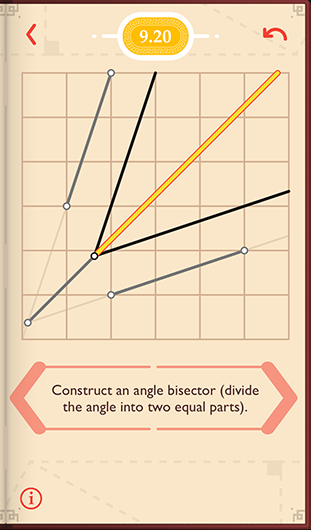 9.20
Construct an angle bisector (divide
the angle into two equal parts).
i